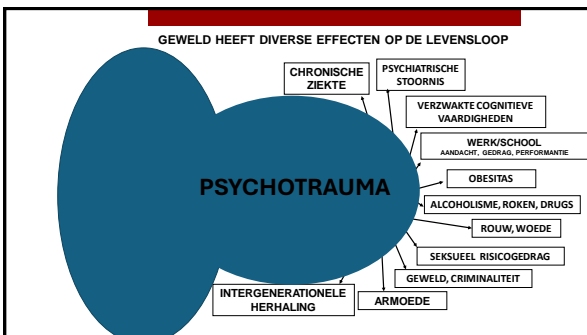 GEWELD HEEFT DIVERSE EFFECTEN OP DE LEVENSLOOP
CHRONISCHE
ZIEKTE
PSYCHIATRISCHE
STOORNIS
VERZWAKTE COGNITIEVE
VAARDIGHEDEN
WERK/SCHOOL
AANDACHT, GEDRAG, PERFORMANTIE
PSYCHOTRAUMA
OBESITAS
ALCOHOLISME, ROKEN, DRUGS
ROUW, WOEDE
SEKSUEEL RISICOGEDRAG
GEWELD, CRIMINALITEIT
INTERGENERATIONELE
HERHALING
ARMOEDE